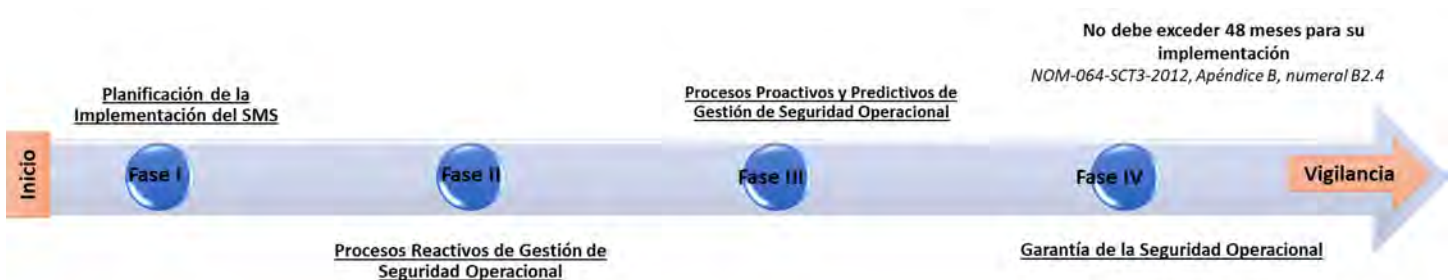 No debe exceder 48 meses para su
implementación
NOM-064-SCT3-2012, Apéndice B, numeral B2.4
Planificación de la
Implementación del SMS
Procesos Proactivos y Predictivos de
Gestión de Seguridad Operacional
Inicio
Fase I
Fase II
Fase III
Fase IV
Vigilancia
Procesos Reactivos de Gestión de
Seguridad Operacional
Garantía de la Seguridad Operacional